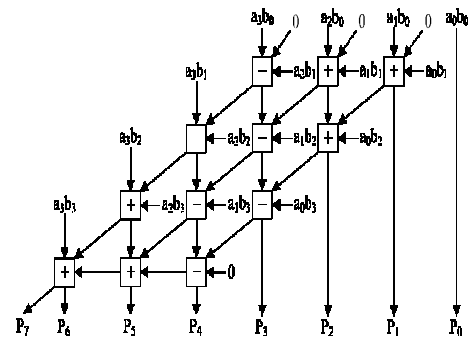 a3b0 0 a2b0 0 a1b0 0 a0b0
a3b1 − a2b1 + a1b1 + a0b1
a3b2 a2b2 − a1b2 + a0b2
a3b3 + a2b3 − a1b3 − a0b3
+ + − 0
P7 P6 P5 P4 P3 P2 P1 P0